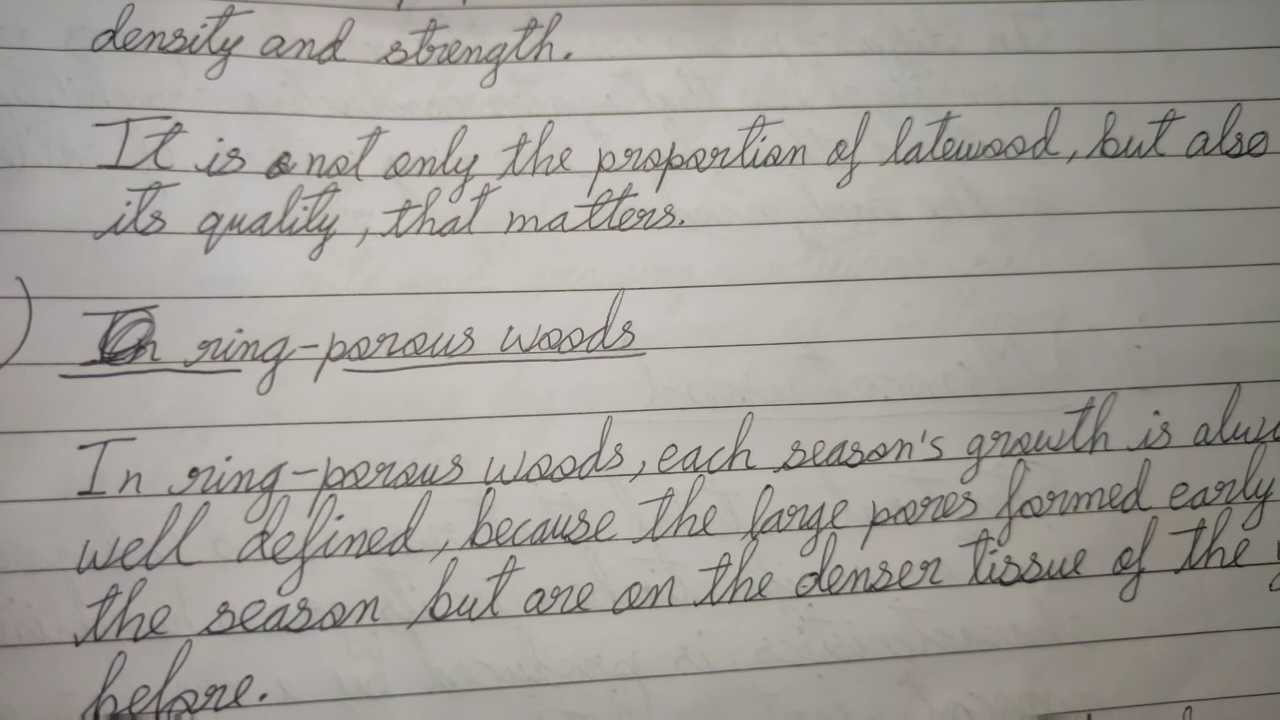 density and strength.
It is not only the proportion of latewood, but also
its quality, that matters.
) In ring-porous woods
In ring-porous woods, each season's growth is
well defined, because the large pores formed early
the season but are on the denser tissue of the
before.